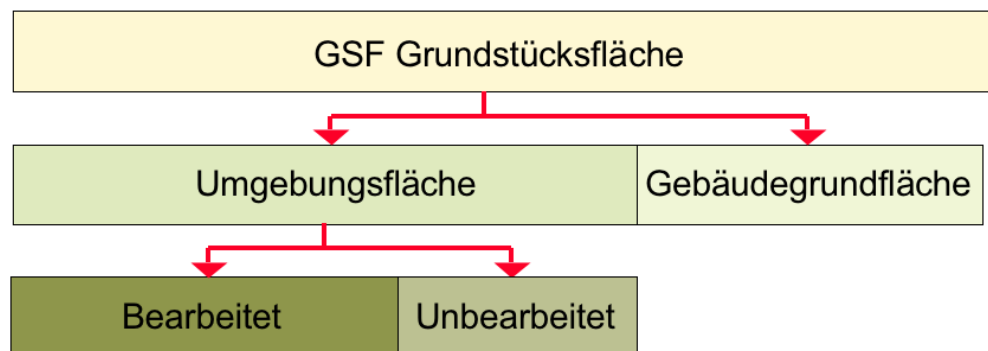 GSF Grundstücksfläche
Umgebungsfläche
Gebäudegrundfläche
Bearbeitet
Unbearbeitet